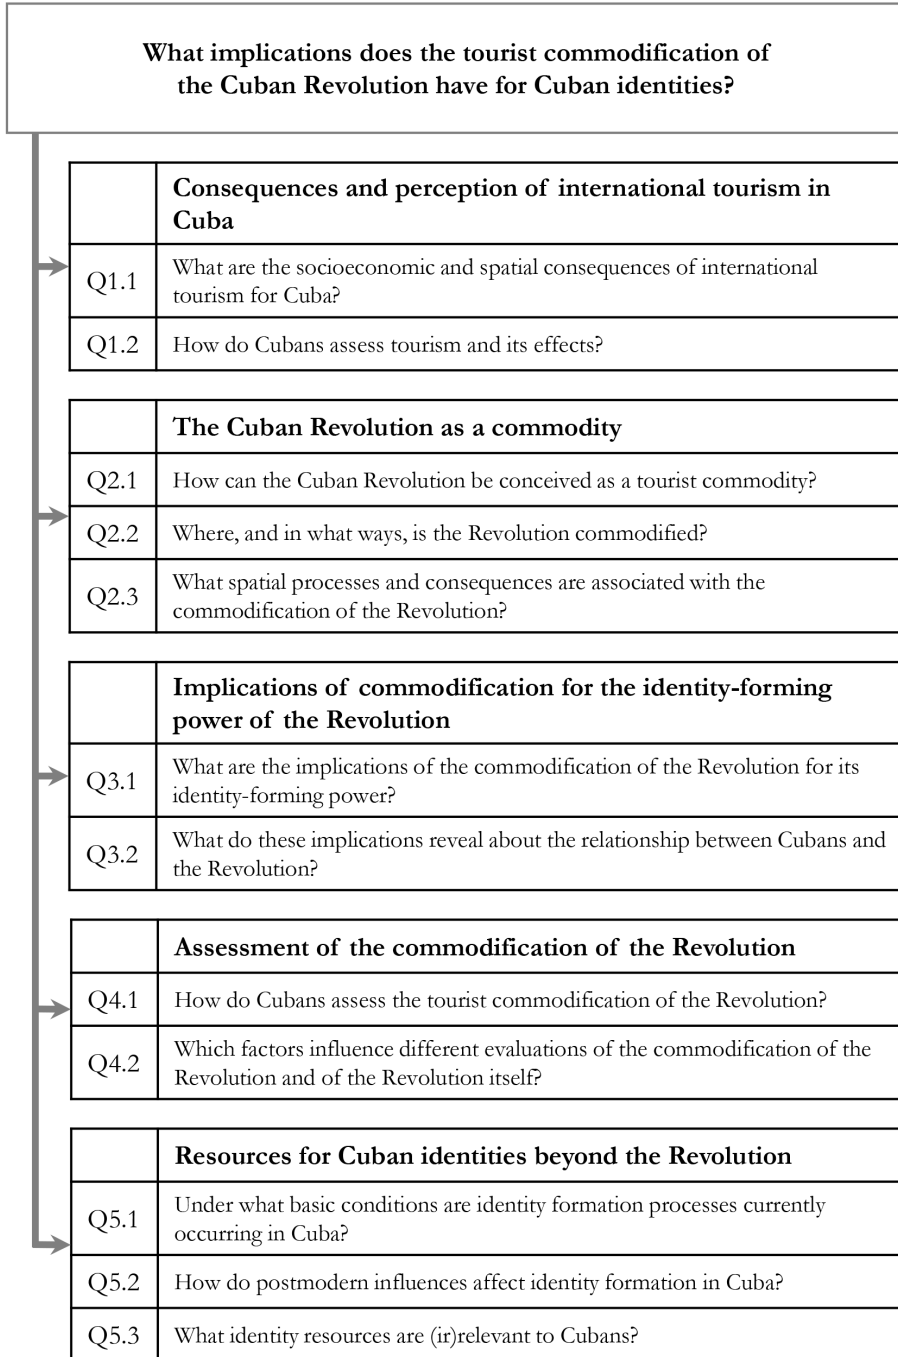 What implications does the tourist commodification of
the Cuban Revolution have for Cuban identities?
Consequences and perception of international tourism in
Cuba
Q1.1
What are the socioeconomic and spatial consequences of international
tourism for Cuba?
Q1.2
How do Cubans assess tourism and its effects?
The Cuban Revolution as a commodity
Q2.1
How can the Cuban Revolution be conceived as a tourist commodity?
Q2.2
Where, and in what ways, is the Revolution commodified?
Q2.3
What spatial processes and consequences are associated with the
commodification of the Revolution?
Implications of commodification for the identity-forming
power of the Revolution
Q3.1
What are the implications of the commodification of the Revolution for its
identity-forming power?
Q3.2
What do these implications reveal about the relationship between Cubans and
the Revolution?
Assessment of the commodification of the Revolution
Q4.1
How do Cubans assess the tourist commodification of the Revolution?
Q4.2
Which factors influence different evaluations of the commodification of the
Revolution and of the Revolution itself?
Resources for Cuban identities beyond the Revolution
Q5.1
Under what basic conditions are identity formation processes currently
occurring in Cuba?
Q5.2
How do postmodern influences affect identity formation in Cuba?
Q5.3
What identity resources are (ir)relevant to Cubans?